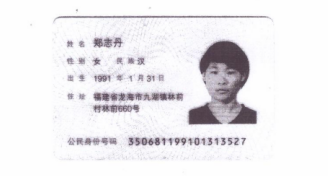 姓名 郑志丹
性别 女 民族 汉
出生 1991 年 1 月 31 日
住址 福建省龙海市九湖镇林前
村林前660号
公民身份号码 350681199101313527